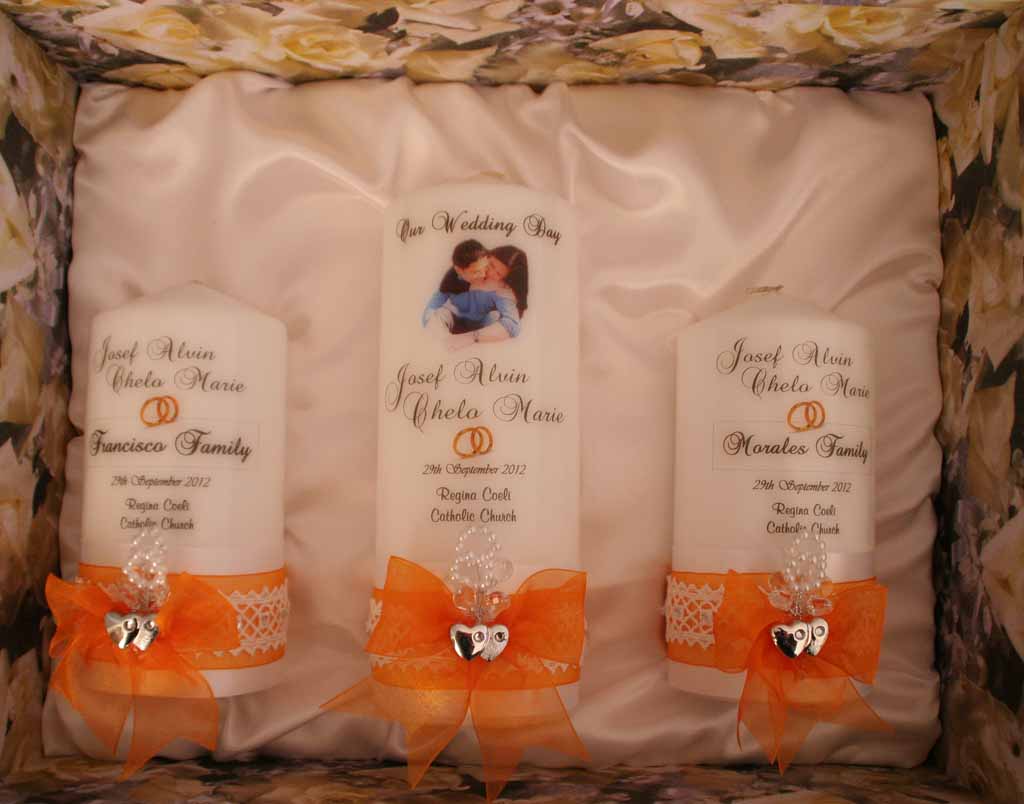 Josef Alvin
Chelo Marie
Francisco Family
29th September 2012
Regina Coeli
Catholic Church
Our Wedding Day
Josef Alvin
Chelo Marie
29th September 2012
Regina Coeli
Catholic Church
Josef Alvin
Chelo Marie
Morales Family
29th September 2012
Regina Coeli
Catholic Church